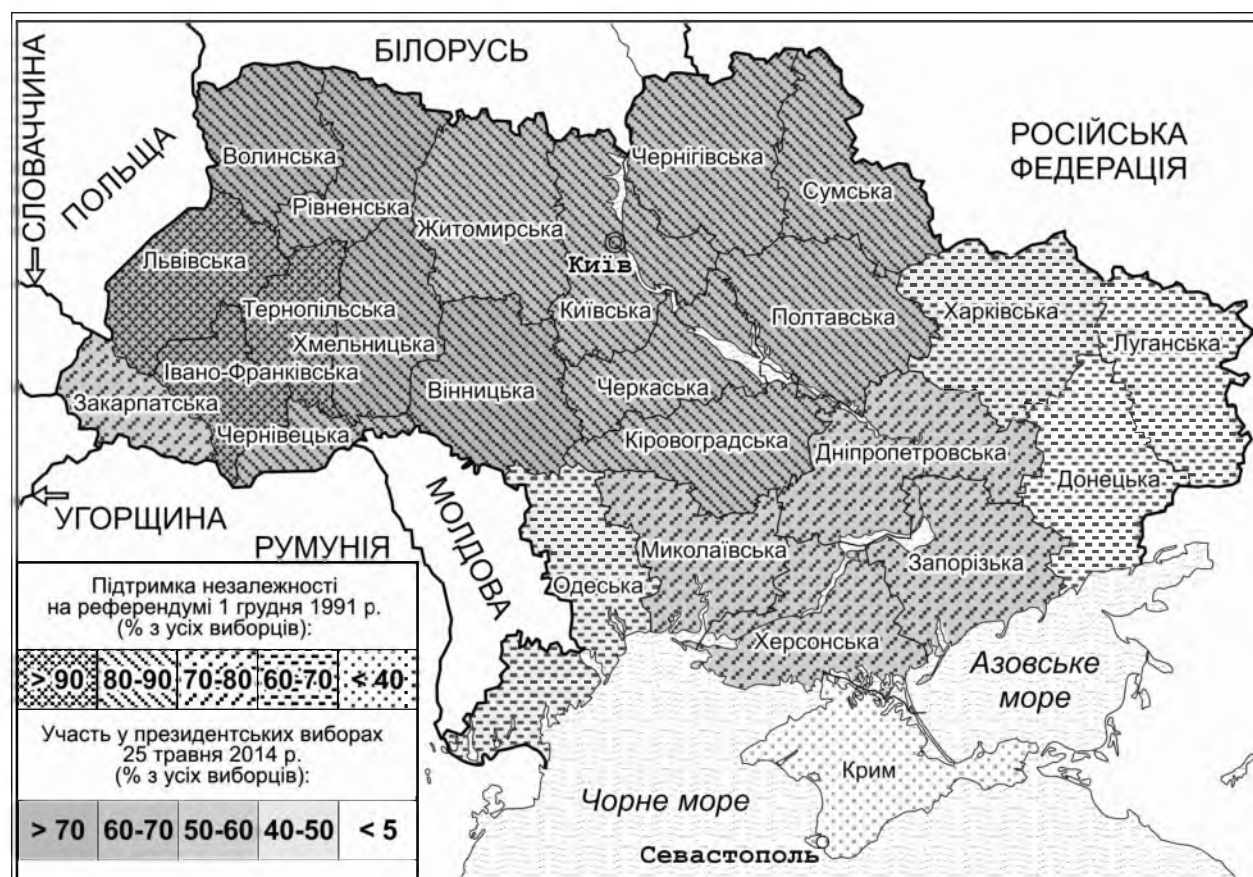 БІЛОРУСЬ
СЛОВАЧЧИНА
ПОЛЬЩА
РОСІЙСЬКА
ФЕДЕРАЦІЯ
Волинська
Рівненська
Житомирська
Чернігівська
Сумська
Київ
Львівська
Тернопільська
Хмельницька
Київська
Полтавська
Харківська
Луганська
Івано-Франківська
Закарпатська
Чернівецька
Вінницька
Черкаська
Кіровоградська
Дніпропетровська
Донецька
УГОРЩИНА
РУМУНІЯ
МОЛДОВА
Одеська
Миколаївська
Запорізька
Херсонська
Азовське
море
Крим
Чорне море
Севастополь
Підтримка незалежності
на референдумі 1 грудня 1991 р.
(% з усіх виборців):
> 90 80-90 70-80 60-70 < 40
Участь у президентських виборах
25 травня 2014 р.
(% з усіх виборців):
> 70 60-70 50-60 40-50 < 5